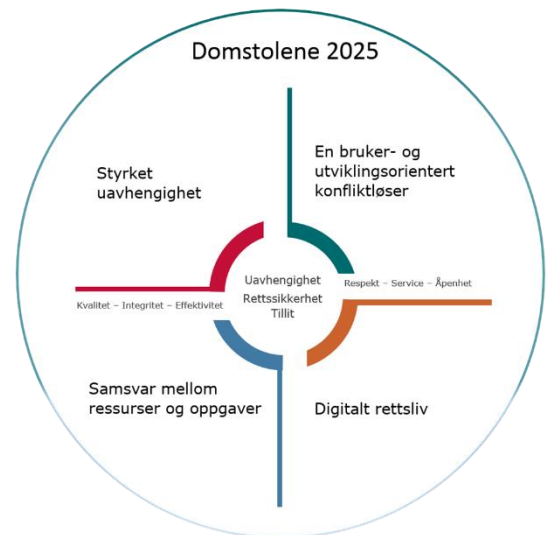 Domstolene 2025
Styrket
uavhengighet
En bruker- og
utviklingsorientert
konfliktløser
Uavhengighet
Rettssikkerhet
Tillit
Kvalitet – Integritet – Effektivitet
Respekt – Service – Åpenhet
Samsvar mellom
ressurser og oppgaver
Digitalt rettsliv